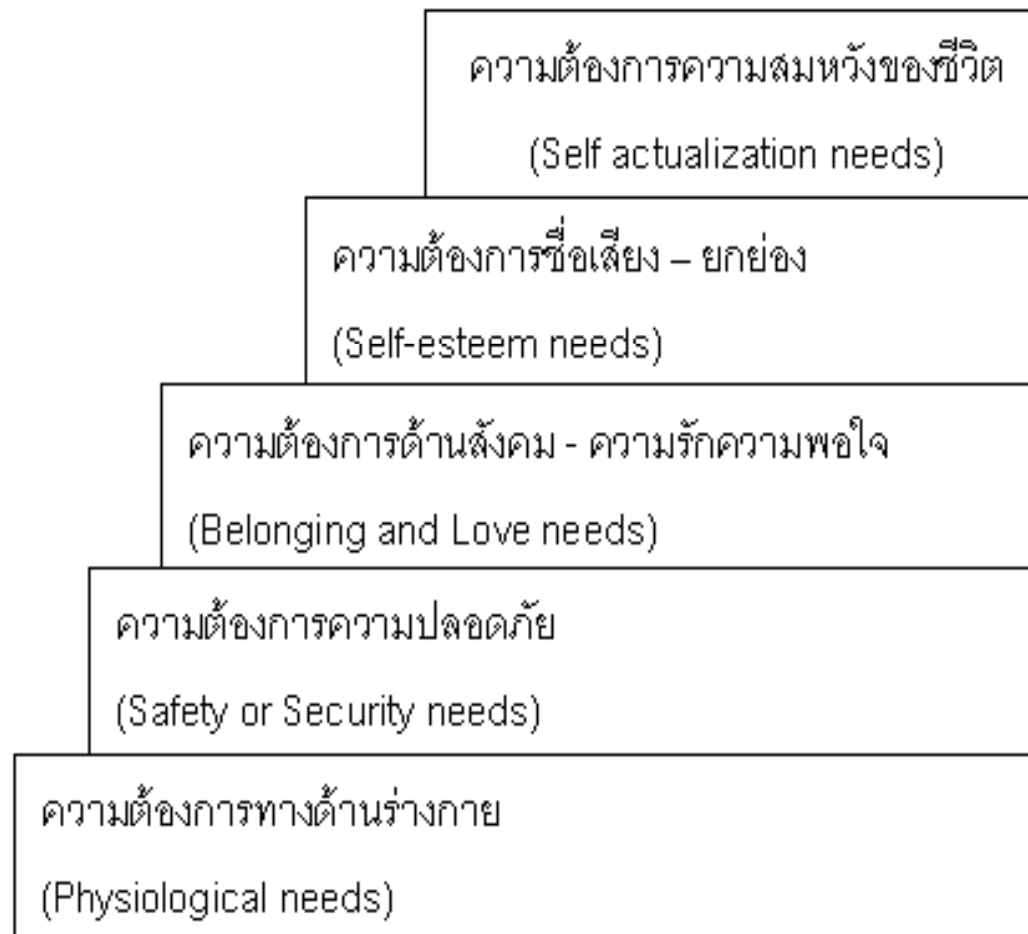 ความต้องการความสมหวังของชีวิต
(Self actualization needs)
ความต้องการชื่อเสียง – ยกย่อง
(Self-esteem needs)
ความต้องการด้านสังคม - ความรักความพอใจ
(Belonging and Love needs)
ความต้องการความปลอดภัย
(Safety or Security needs)
ความต้องการทางด้านร่างกาย
(Physiological needs)